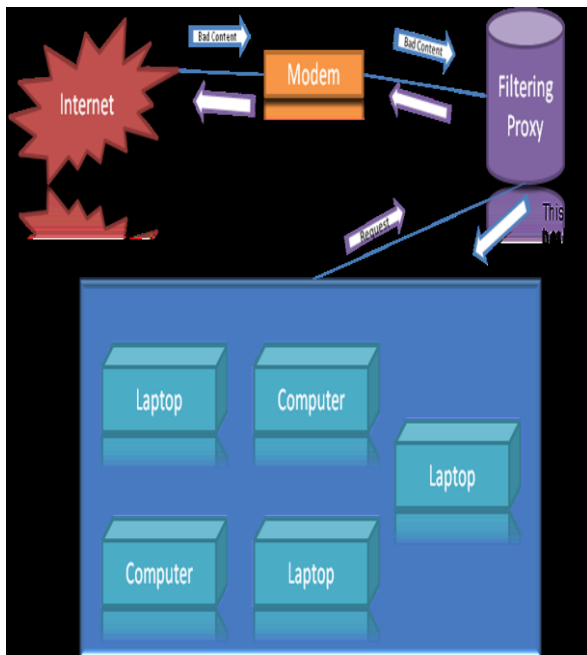 Bad Content
Bad Content
Modem
Internet
Filtering
Proxy
This
Request
Laptop
Computer
Laptop
Computer
Laptop